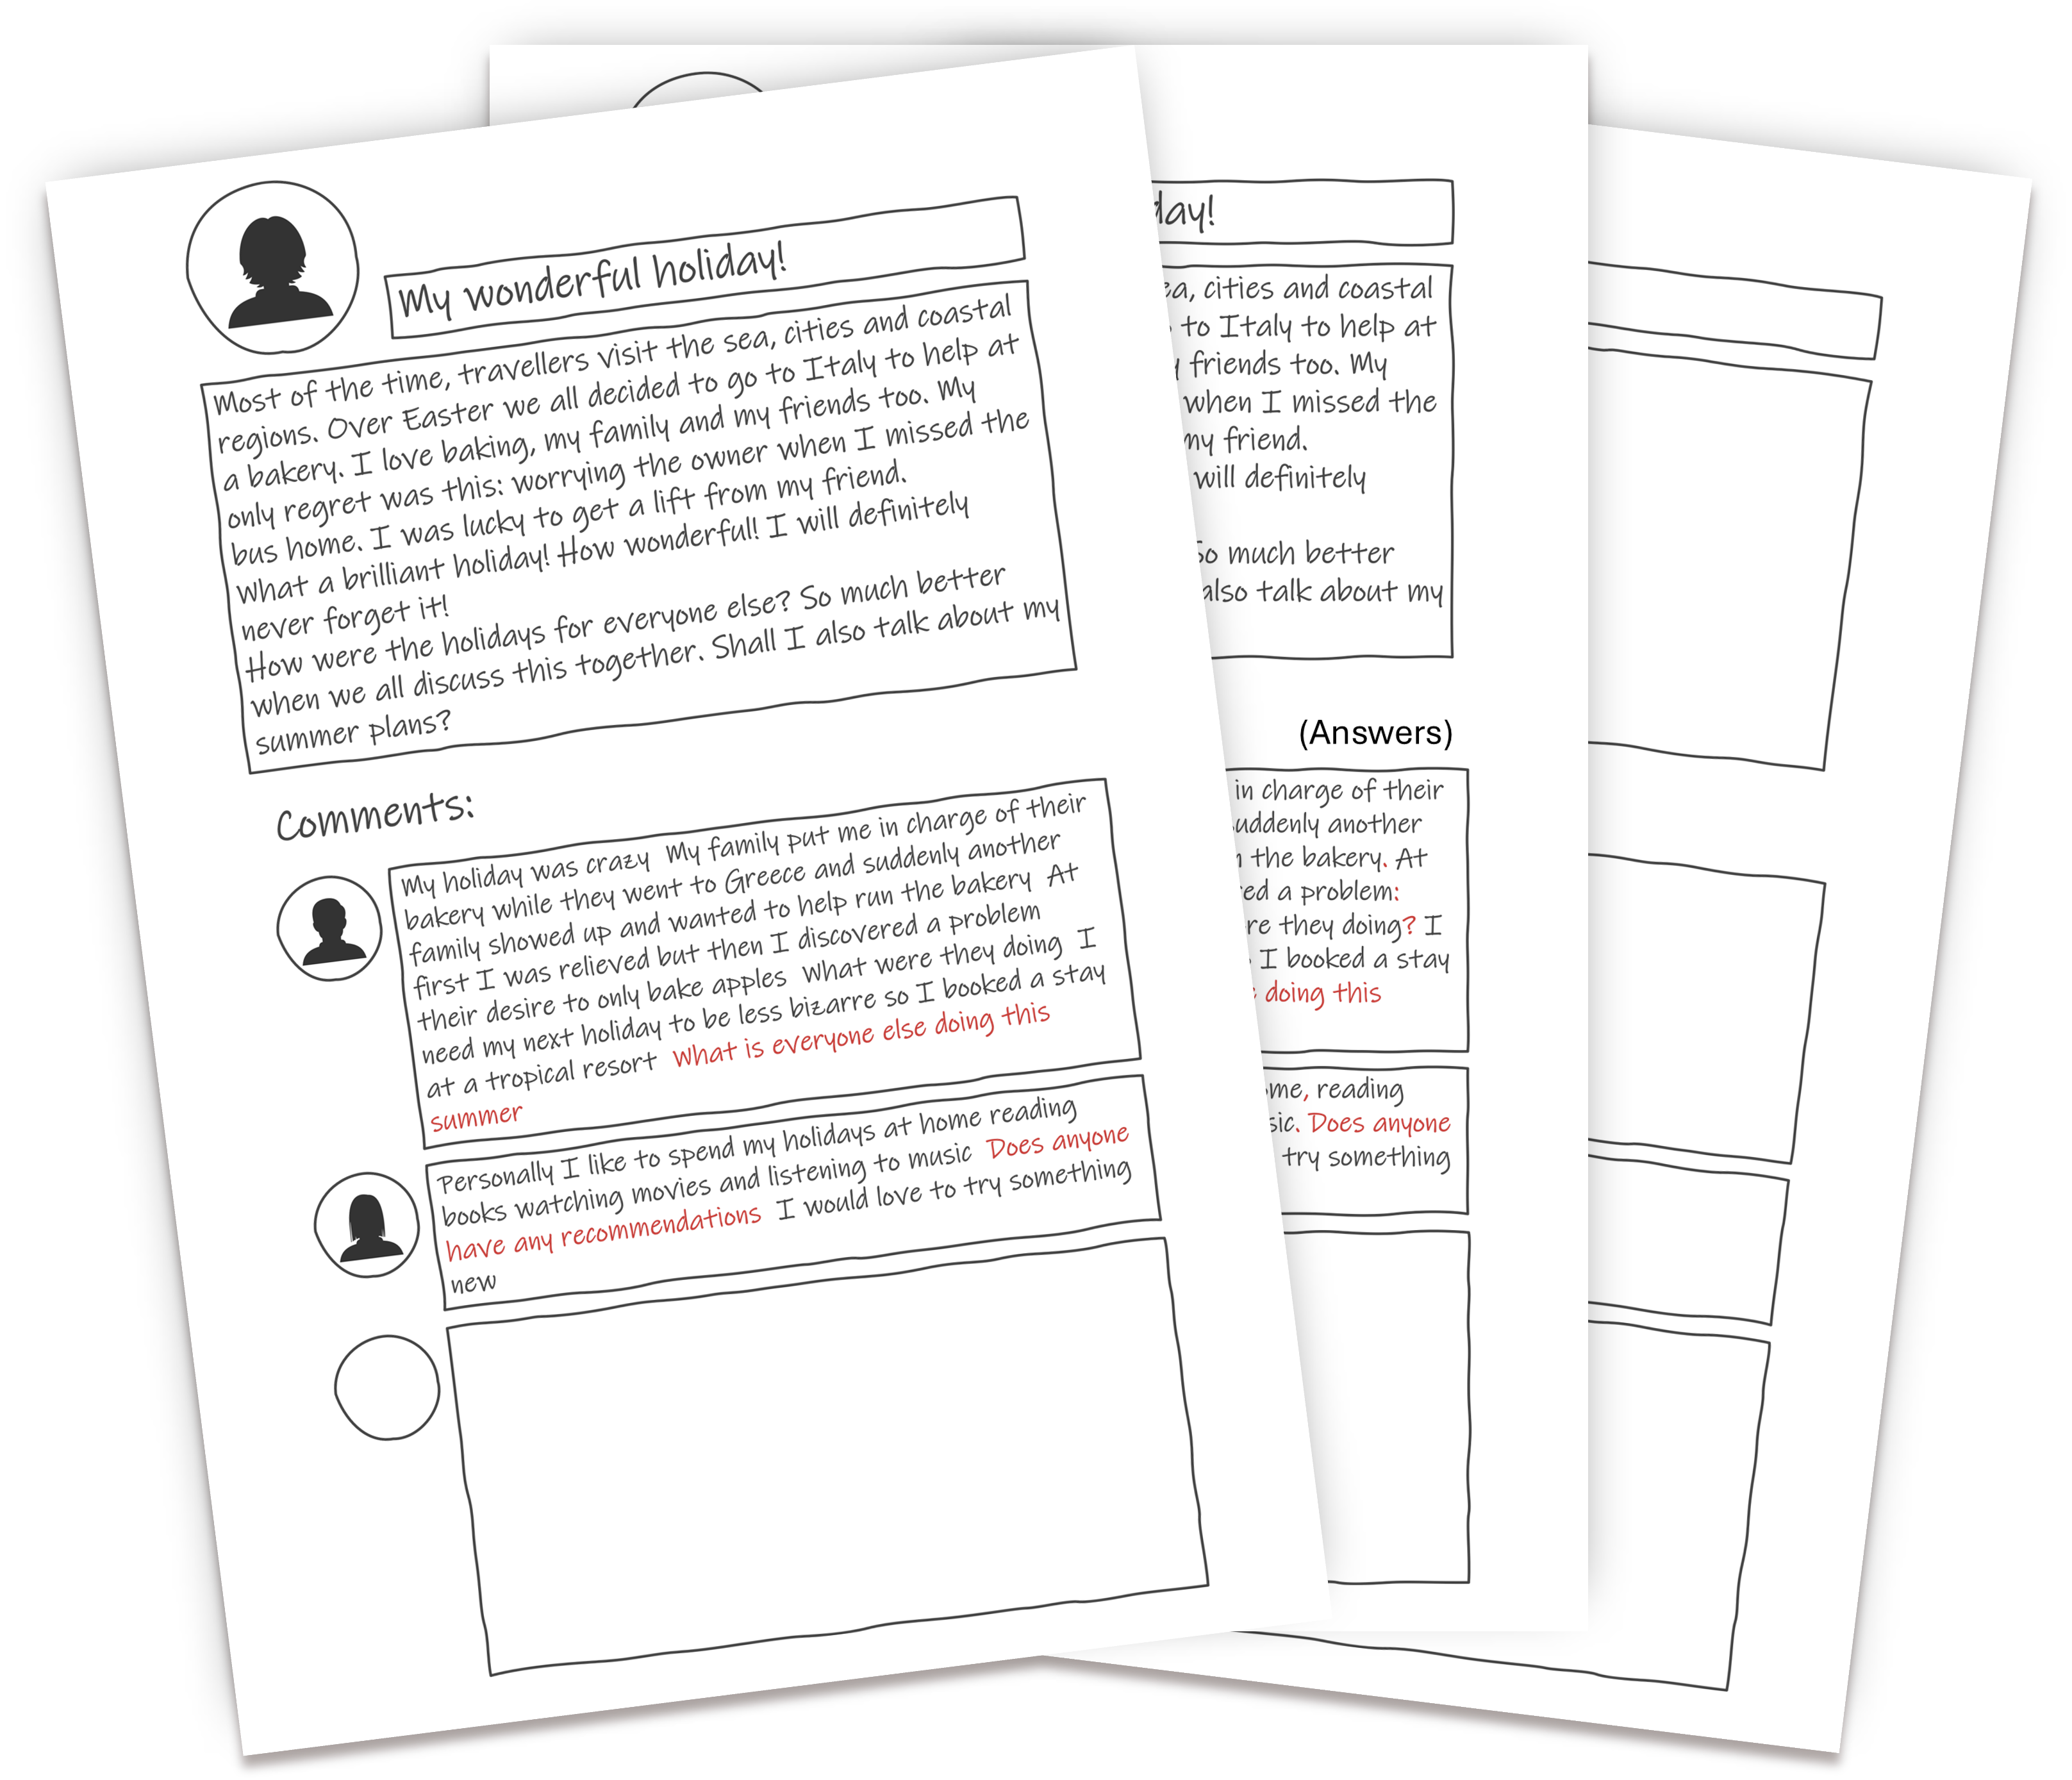 My wonderful holiday!
Most of the time, travellers visit the sea, cities and coastal
regions. Over Easter we all decided to go to Italy to help at
a bakery. I love baking, my family and my friends too. My
only regret was this: worrying the owner when I missed the
bus home. I was lucky to get a lift from my friend.
What a brilliant holiday! How wonderful! I will definitely
never forget it!
How were the holidays for everyone else? So much better
when we all discuss this together. Shall I also talk about my
summer plans?
Comments:
My holiday was crazy My family put me in charge of their
bakery while they went to Greece and suddenly another
family showed up and wanted to help run the bakery At
first I was relieved but then I discovered a problem
their desire to only bake apples What were they doing I
need my next holiday to be less bizarre so I booked a stay
at a tropical resort What is everyone else doing this
summer
Personally I like to spend my holidays at home reading
books watching movies and listening to music Does anyone
have any recommendations I would love to try something
new
day!
ea, cities and coastal
to Italy to help at
friends too. My
when I missed the
my friend.
will definitely
So much better
also talk about my
(Answers)
in charge of their
suddenly another
the bakery. At
ed a problem:
re they doing? I
I booked a stay
doing this
me, reading
sic. Does anyone
try something